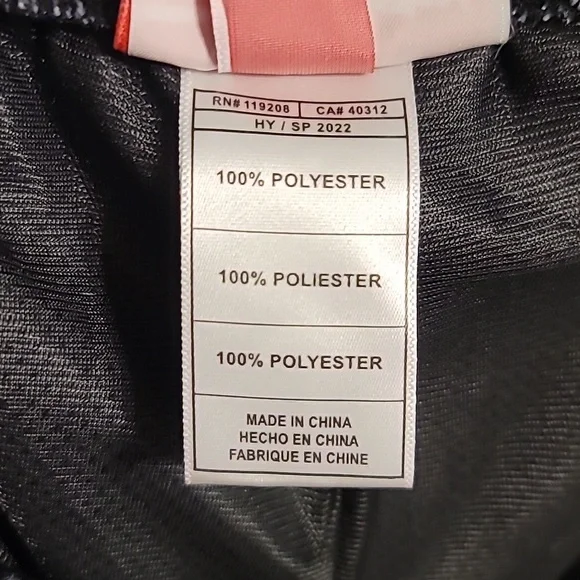 RN# 119208 CA# 40312
HY / SP 2022
100% POLYESTER
100% POLIESTER
100% POLYESTER
MADE IN CHINA
HECHO EN CHINA
FABRIQUE EN CHINE